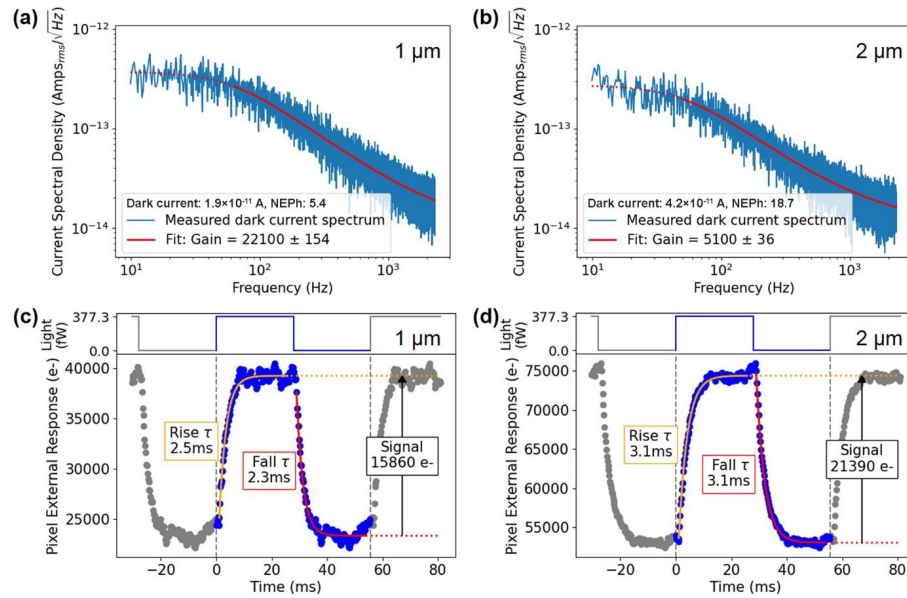 (a)
Current Spectral Density (Amps_rms/√Hz)
10⁻¹²
10⁻¹³
10⁻¹⁴
1 μm
Dark current: 1.9×10⁻¹¹ A, NEPh: 5.4
Measured dark current spectrum
Fit: Gain = 22100 ± 154
10¹ 10² 10³
Frequency (Hz)
(b)
Current Spectral Density (Amps_rms/√Hz)
10⁻¹²
10⁻¹³
10⁻¹⁴
2 μm
Dark current: 4.2×10⁻¹¹ A, NEPh: 18.7
Measured dark current spectrum
Fit: Gain = 5100 ± 36
10¹ 10² 10³
Frequency (Hz)
(c)
Light
(fW)
377.3
0.0
1 μm
Pixel External Response (e-)
40000
35000
30000
25000
Rise τ
2.5ms
Fall τ
2.3ms
Signal
15860 e-
−20 0 20 40 60 80
Time (ms)
(d)
Light
(fW)
377.3
0.0
2 μm
Pixel External Response (e-)
75000
70000
65000
60000
55000
Rise τ
3.1ms
Fall τ
3.1ms
Signal
21390 e-
−20 0 20 40 60 80
Time (ms)